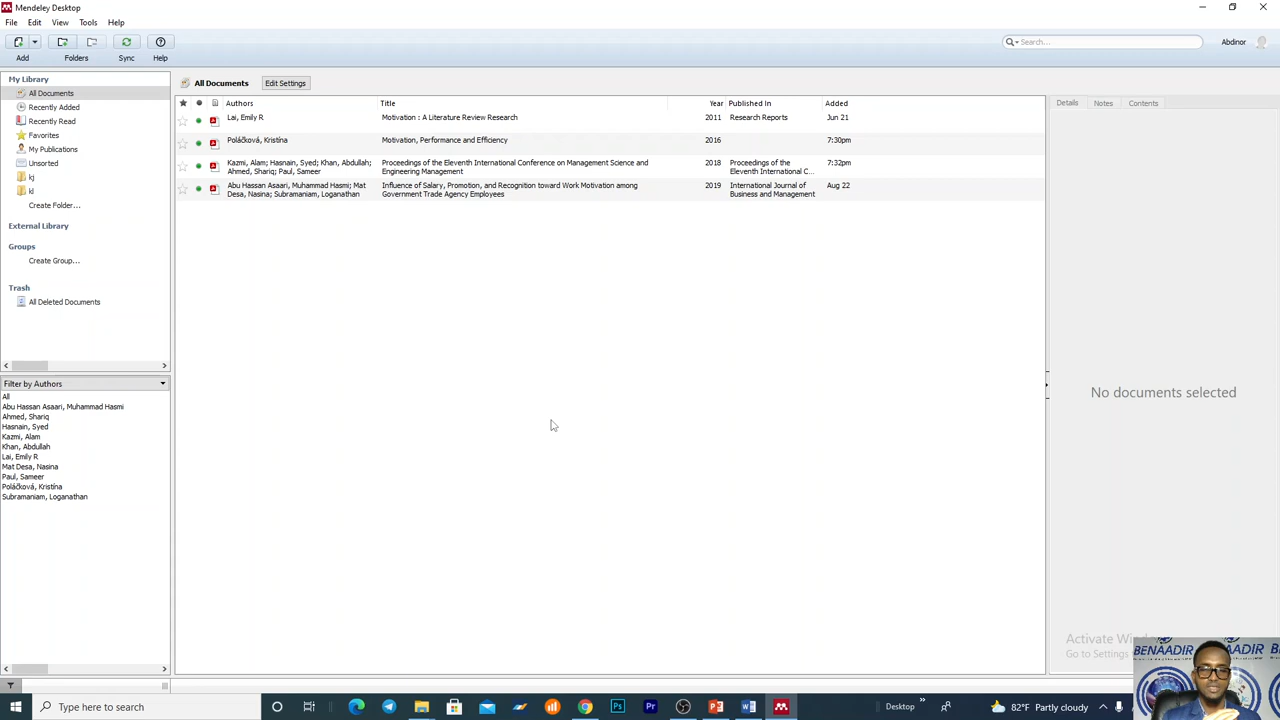 Mendeley Desktop
File Edit View Tools Help
Add Folders Sync Help
Search...
Abdinor
My Library
All Documents
Recently Added
Recently Read
Favorites
My Publications
Unsorted
kj
kl
Create Folder...
External Library
Groups
Create Group...
Trash
All Deleted Documents
Filter by Authors
All
Abu Hassan Asaari, Muhammad Hasmi
Ahmed, Shariq
Hasnain, Syed
Kazmi, Alam
Khan, Abdullah
Lai, Emily R
Mat Desa, Nasina
Paul, Sameer
Poláčková, Kristína
Subramaniam, Loganathan
All Documents Edit Settings
Authors Title Year Published In Added
Lai, Emily R Motivation : A Literature Review Research 2011 Research Reports Jun 21
Poláčková, Kristína Motivation, Performance and Efficiency 2016 7:30pm
Kazmi, Alam; Hasnain, Syed; Khan, Abdullah; Proceedings of the Eleventh International Conference on Management Science and 2018 Proceedings of the 7:32pm
Ahmed, Shariq; Paul, Sameer Engineering Management Eleventh International C...
Abu Hassan Asaari, Muhammad Hasmi; Mat Influence of Salary, Promotion, and Recognition toward Work Motivation among 2019 International Journal of Aug 22
Desa, Nasina; Subramaniam, Loganathan Government Trade Agency Employees Business and Management
Details Notes Contents
No documents selected
Activate
Go to Settings
BENAADIR
Type here to search
Desktop
82°F Partly cloudy